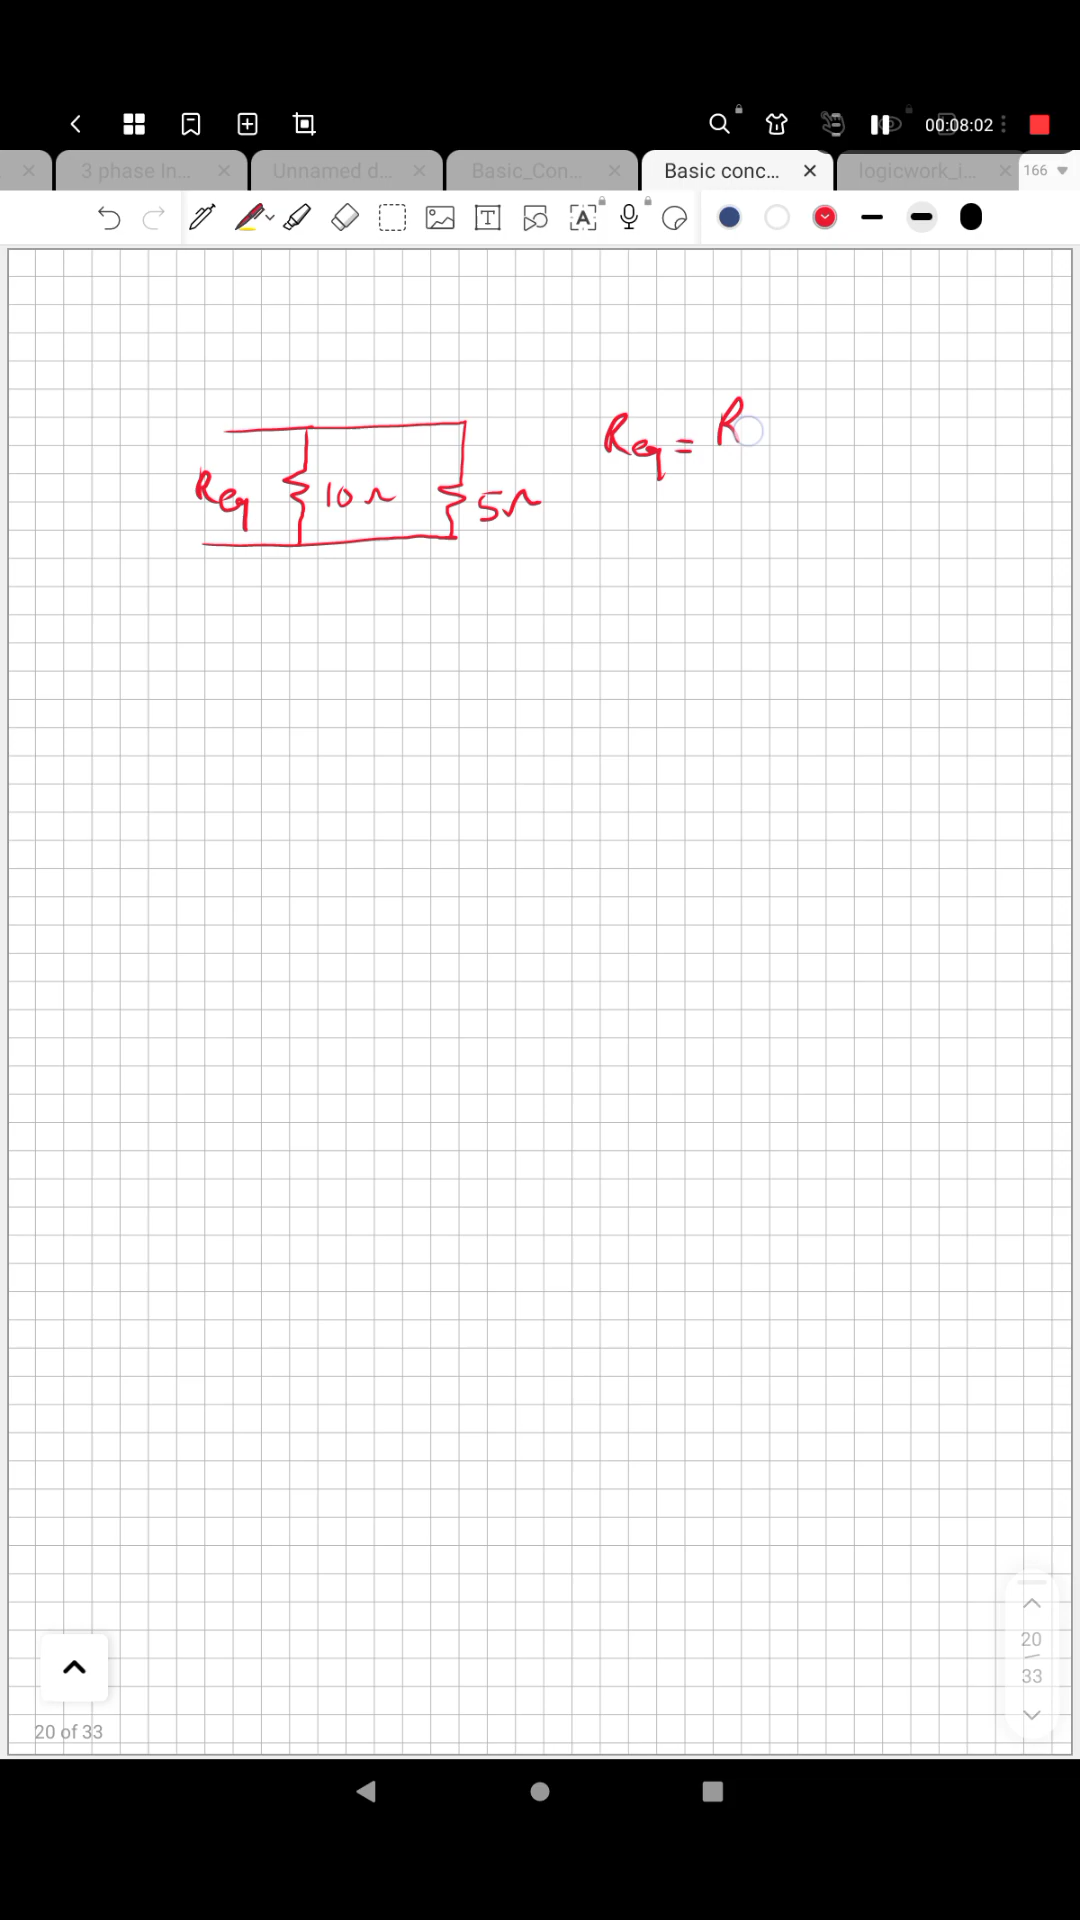 00:08:02
3 phase In...
Unnamed d...
Basic_Con...
Basic conc...
logicwork_i...
166
T
A
Req = R
Req
10 Ω
5Ω
20
33
20 of 33